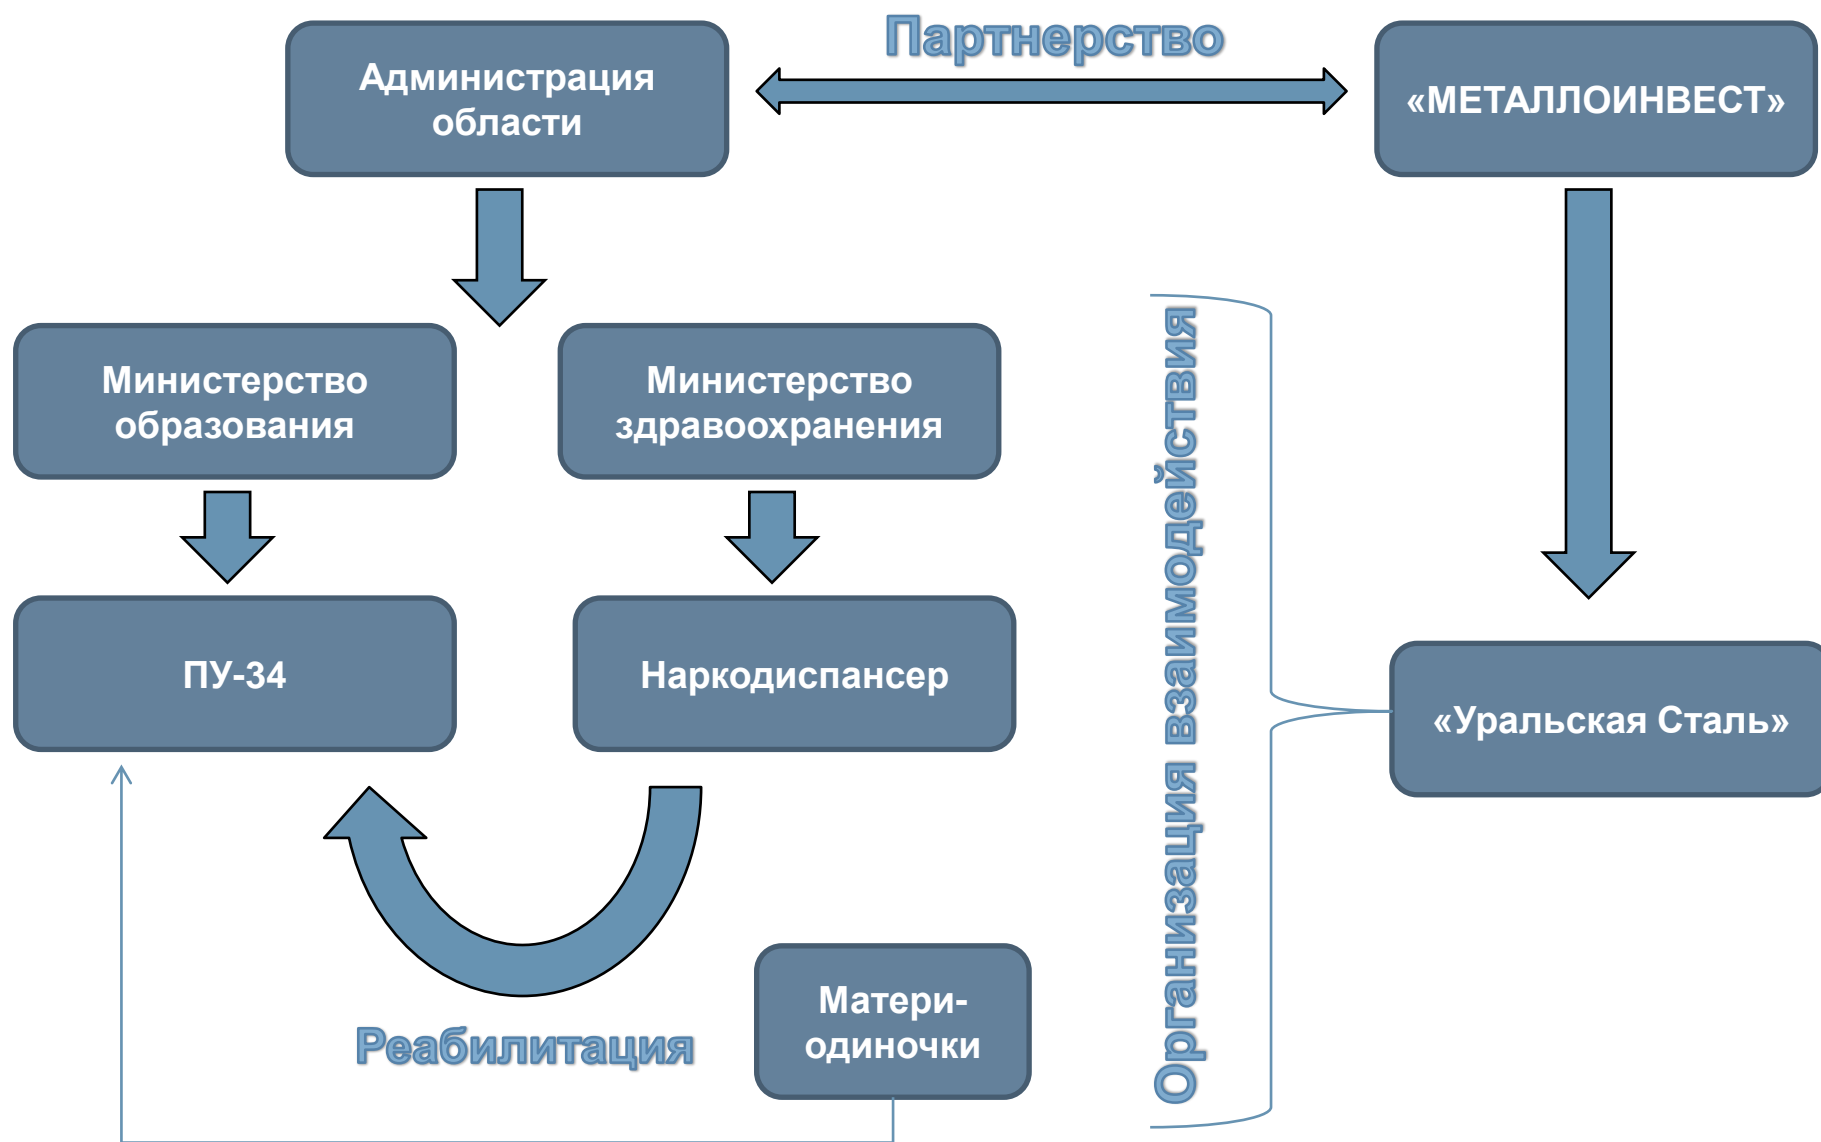 Партнерство
Администрация
области
«МЕТАЛЛОИНВЕСТ»
Министерство
образования
Министерство
здравоохранения
Организация взаимодействия
ПУ-34
Наркодиспансер
«Уральская Сталь»
Реабилитация
Матери-
одиночки